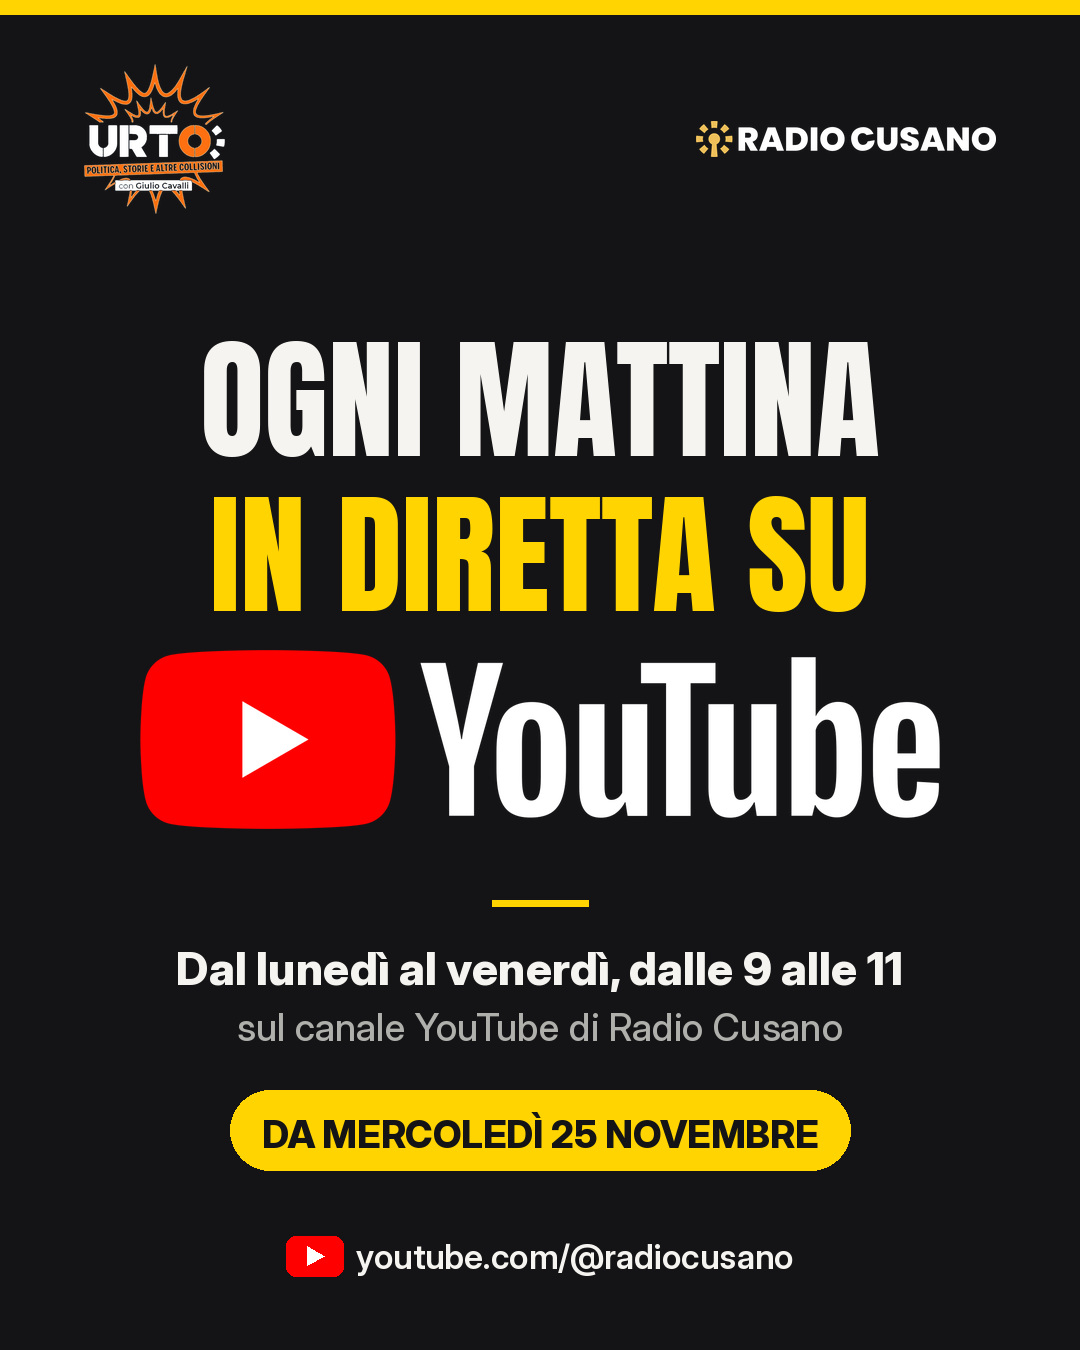 URTO
POLITICA, STORIE E ALTRE COLLISIONI
con Giulio Cavalli
RADIO CUSANO
OGNI MATTINA
IN DIRETTA SU
YouTube
Dal lunedì al venerdì, dalle 9 alle 11
sul canale YouTube di Radio Cusano
DA MERCOLEDÌ 25 NOVEMBRE
youtube.com/@radiocusano